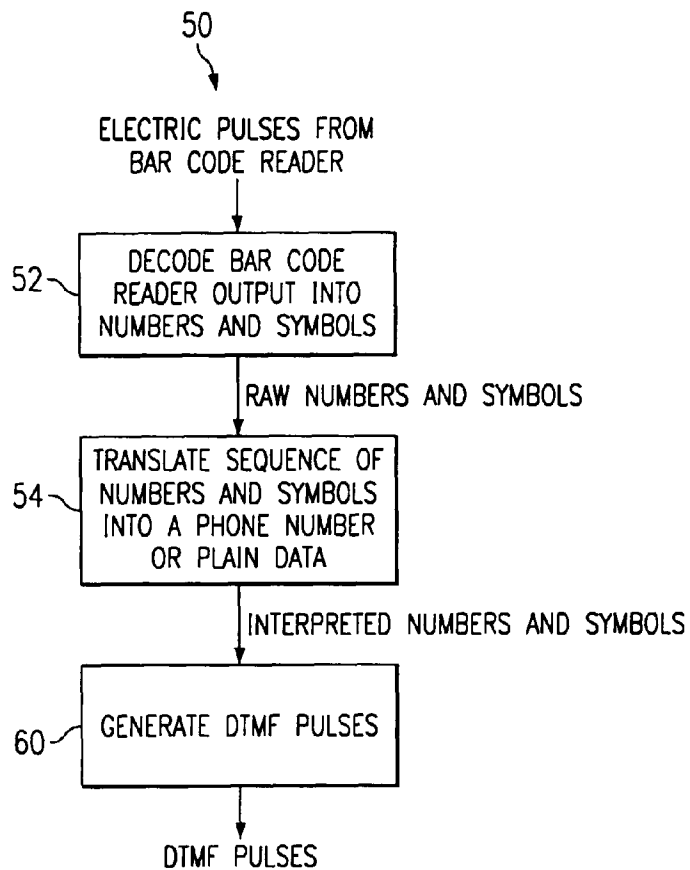 50
ELECTRIC PULSES FROM
BAR CODE READER
52
DECODE BAR CODE
READER OUTPUT INTO
NUMBERS AND SYMBOLS
RAW NUMBERS AND SYMBOLS
54
TRANSLATE SEQUENCE OF
NUMBERS AND SYMBOLS
INTO A PHONE NUMBER
OR PLAIN DATA
INTERPRETED NUMBERS AND SYMBOLS
60
GENERATE DTMF PULSES
DTMF PULSES